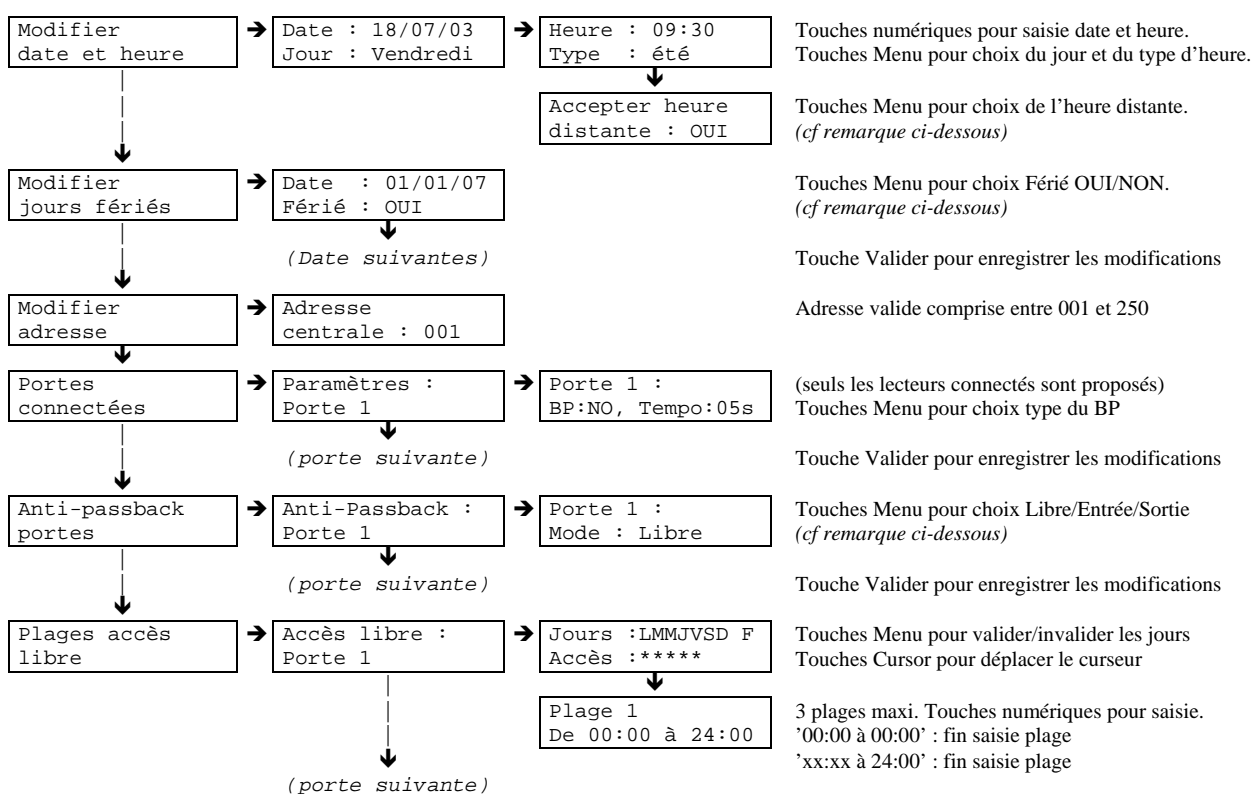 Modifier
date et heure
Date : 18/07/03
Jour : Vendredi
Heure : 09:30
Type : été
Touches numériques pour saisie date et heure.
Touches Menu pour choix du jour et du type d'heure.
Accepter heure
distante : OUI
Touches Menu pour choix de l'heure distante.
(cf remarque ci-dessous)
Modifier
jours fériés
Date : 01/01/07
Férié : OUI
Touches Menu pour choix Férié OUI/NON.
(cf remarque ci-dessous)
(Date suivantes)
Touche Valider pour enregistrer les modifications
Modifier
adresse
Adresse
centrale : 001
Adresse valide comprise entre 001 et 250
Portes
connectées
Paramètres :
Porte 1
Porte 1 :
BP:NO, Tempo:05s
(seuls les lecteurs connectés sont proposés)
Touches Menu pour choix type du BP
(porte suivante)
Touche Valider pour enregistrer les modifications
Anti-passback
portes
Anti-Passback :
Porte 1
Porte 1 :
Mode : Libre
Touches Menu pour choix Libre/Entrée/Sortie
(cf remarque ci-dessous)
(porte suivante)
Touche Valider pour enregistrer les modifications
Plages accès
libre
Accès libre :
Porte 1
Jours :LMMJVSD F
Accès :*****
Touches Menu pour valider/invalider les jours
Touches Cursor pour déplacer le curseur
Plage 1
De 00:00 à 24:00
3 plages maxi. Touches numériques pour saisie.
'00:00 à 00:00' : fin saisie plage
'xx:xx à 24:00' : fin saisie plage
(porte suivante)